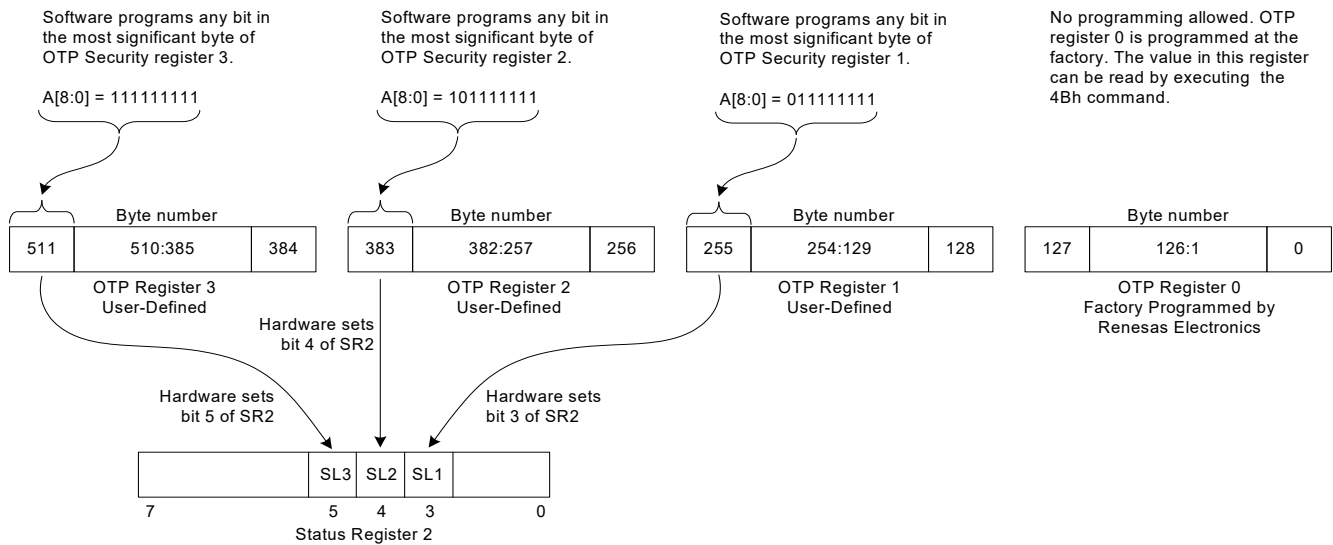 Software programs any bit in
the most significant byte of
OTP Security register 3.
A[8:0] = 111111111
Software programs any bit in
the most significant byte of
OTP Security register 2.
A[8:0] = 101111111
Software programs any bit in
the most significant byte of
OTP Security register 1.
A[8:0] = 011111111
No programming allowed. OTP
register 0 is programmed at the
factory. The value in this register
can be read by executing the
4Bh command.
Byte number
511 510:385 384
OTP Register 3
User-Defined
Byte number
383 382:257 256
OTP Register 2
User-Defined
Byte number
255 254:129 128
OTP Register 1
User-Defined
Byte number
127 126:1 0
OTP Register 0
Factory Programmed by
Renesas Electronics
Hardware sets
bit 4 of SR2
Hardware sets
bit 5 of SR2
Hardware sets
bit 3 of SR2
SL3 SL2 SL1
7 5 4 3 0
Status Register 2